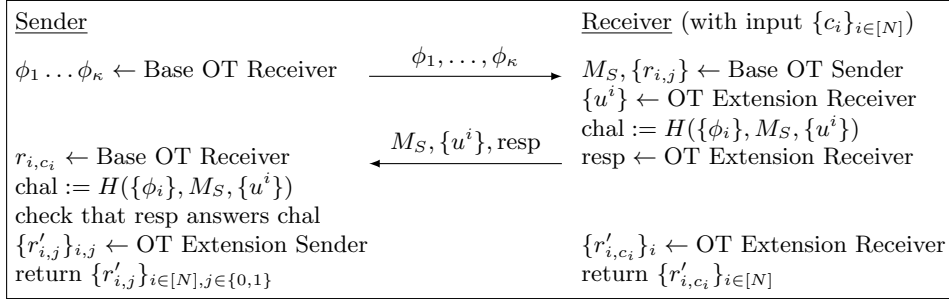 Sender Receiver (with input {c_i}_{i∈[N]})
ϕ_1 … ϕ_κ ← Base OT Receiver ϕ_1, …, ϕ_κ M_S, {r_{i,j}} ← Base OT Sender
{u^i} ← OT Extension Receiver
chal := H({ϕ_i}, M_S, {u^i})
r_{i,c_i} ← Base OT Receiver M_S, {u^i}, resp resp ← OT Extension Receiver
chal := H({ϕ_i}, M_S, {u^i})
check that resp answers chal
{r'_{i,j}}_{i,j} ← OT Extension Sender {r'_{i,c_i}}_i ← OT Extension Receiver
return {r'_{i,j}}_{i∈[N],j∈{0,1}} return {r'_{i,c_i}}_{i∈[N]}